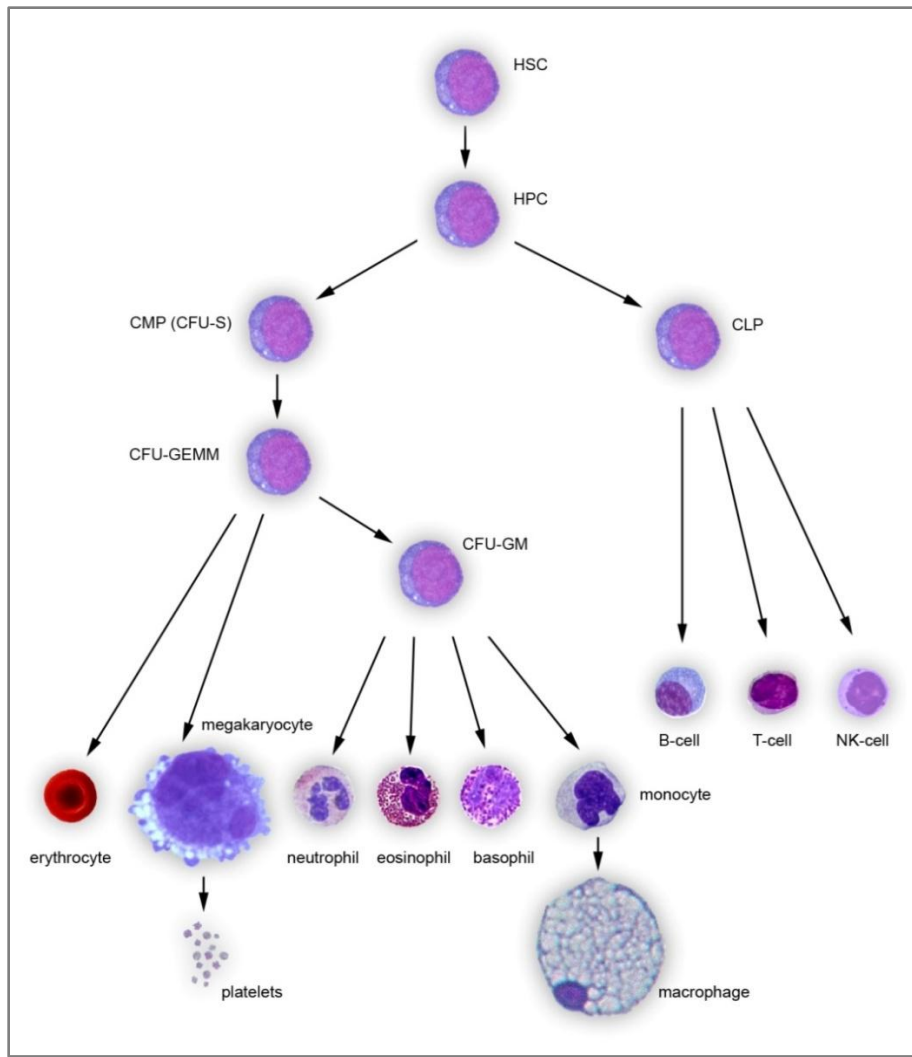 HSC
HPC
CMP (CFU-S)
CLP
CFU-GEMM
CFU-GM
megakaryocyte
B-cell
T-cell
NK-cell
monocyte
erythrocyte
neutrophil
eosinophil
basophil
platelets
macrophage